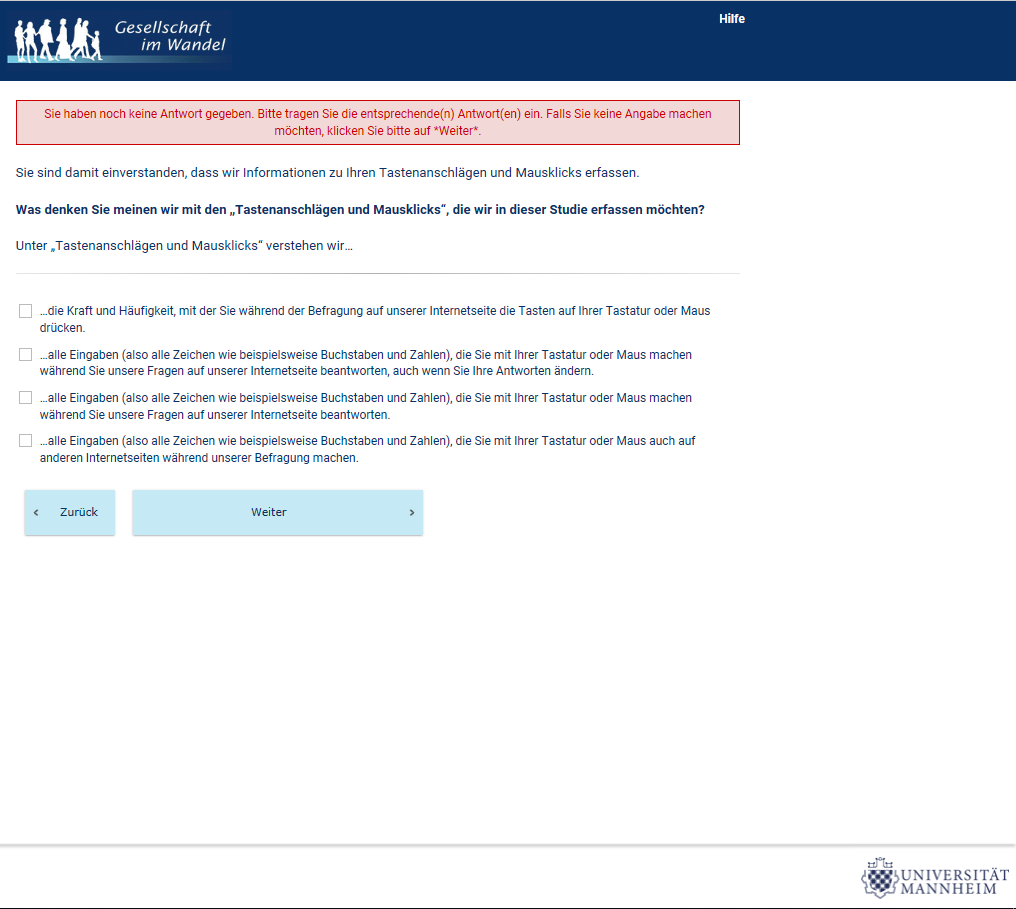 Gesellschaft
im Wandel
Hilfe
Sie haben noch keine Antwort gegeben. Bitte tragen Sie die entsprechende(n) Antwort(en) ein. Falls Sie keine Angabe machen
möchten, klicken Sie bitte auf *Weiter*.
Sie sind damit einverstanden, dass wir Informationen zu Ihren Tastenanschlägen und Mausklicks erfassen.
Was denken Sie meinen wir mit den „Tastenanschlägen und Mausklicks“, die wir in dieser Studie erfassen möchten?
Unter „Tastenanschlägen und Mausklicks“ verstehen wir...
...die Kraft und Häufigkeit, mit der Sie während der Befragung auf unserer Internetseite die Tasten auf Ihrer Tastatur oder Maus
drücken.
...alle Eingaben (also alle Zeichen wie beispielsweise Buchstaben und Zahlen), die Sie mit Ihrer Tastatur oder Maus machen
während Sie unsere Fragen auf unserer Internetseite beantworten, auch wenn Sie Ihre Antworten ändern.
...alle Eingaben (also alle Zeichen wie beispielsweise Buchstaben und Zahlen), die Sie mit Ihrer Tastatur oder Maus machen
während Sie unsere Fragen auf unserer Internetseite beantworten.
...alle Eingaben (also alle Zeichen wie beispielsweise Buchstaben und Zahlen), die Sie mit Ihrer Tastatur oder Maus auch auf
anderen Internetseiten während unserer Befragung machen.
‹ Zurück
Weiter ›
UNIVERSITÄT
MANNHEIM